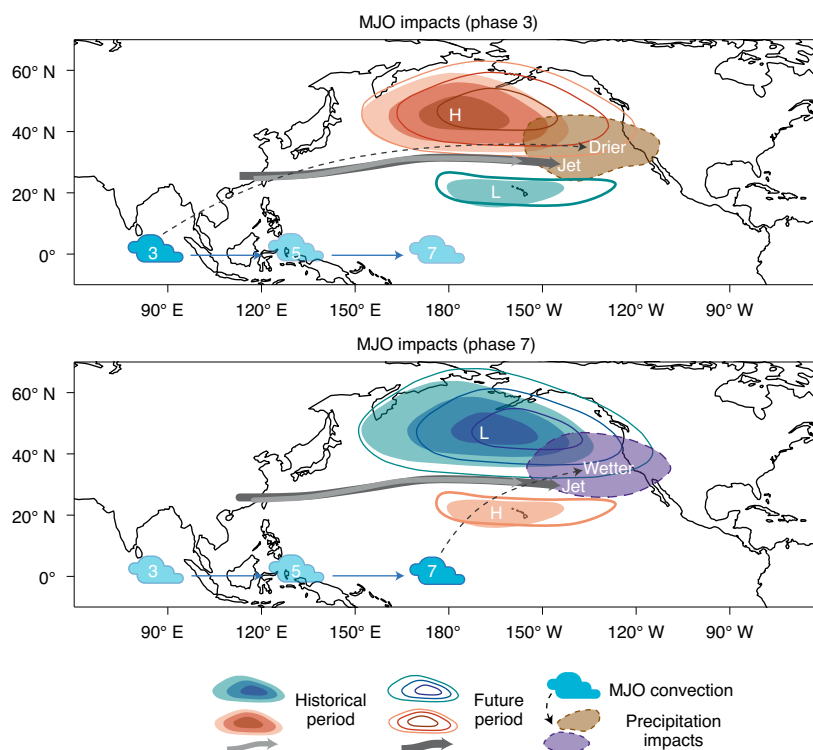 MJO impacts (phase 3)
60° N
40° N
20° N
0°
H
Drier
Jet
L
3
5
7
90° E
120° E
150° E
180°
150° W
120° W
90° W
MJO impacts (phase 7)
60° N
40° N
20° N
0°
L
Wetter
Jet
H
3
5
7
90° E
120° E
150° E
180°
150° W
120° W
90° W
Historical
period
Future
period
MJO convection
Precipitation
impacts